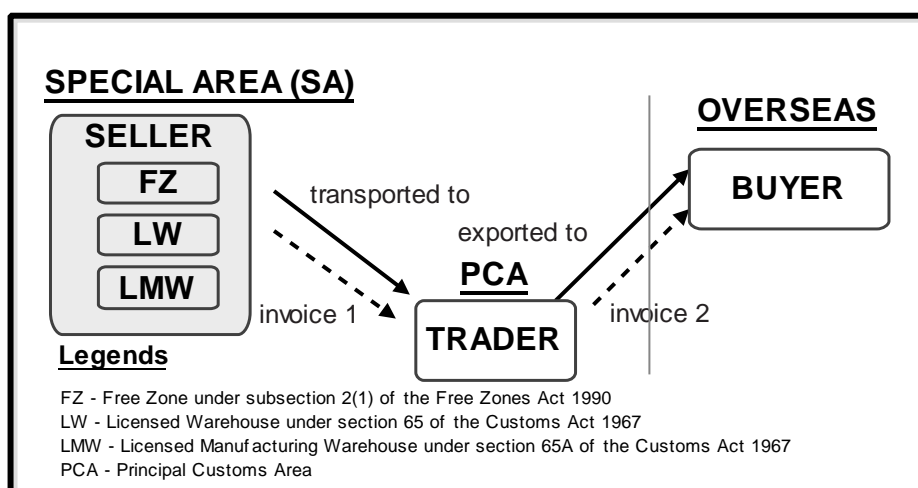 SPECIAL AREA (SA)
OVERSEAS
SELLER
FZ
LW
LMW
transported to
exported to
BUYER
invoice 1
PCA
TRADER
invoice 2
Legends
FZ - Free Zone under subsection 2(1) of the Free Zones Act 1990
LW - Licensed Warehouse under section 65 of the Customs Act 1967
LMW - Licensed Manufacturing Warehouse under section 65A of the Customs Act 1967
PCA - Principal Customs Area